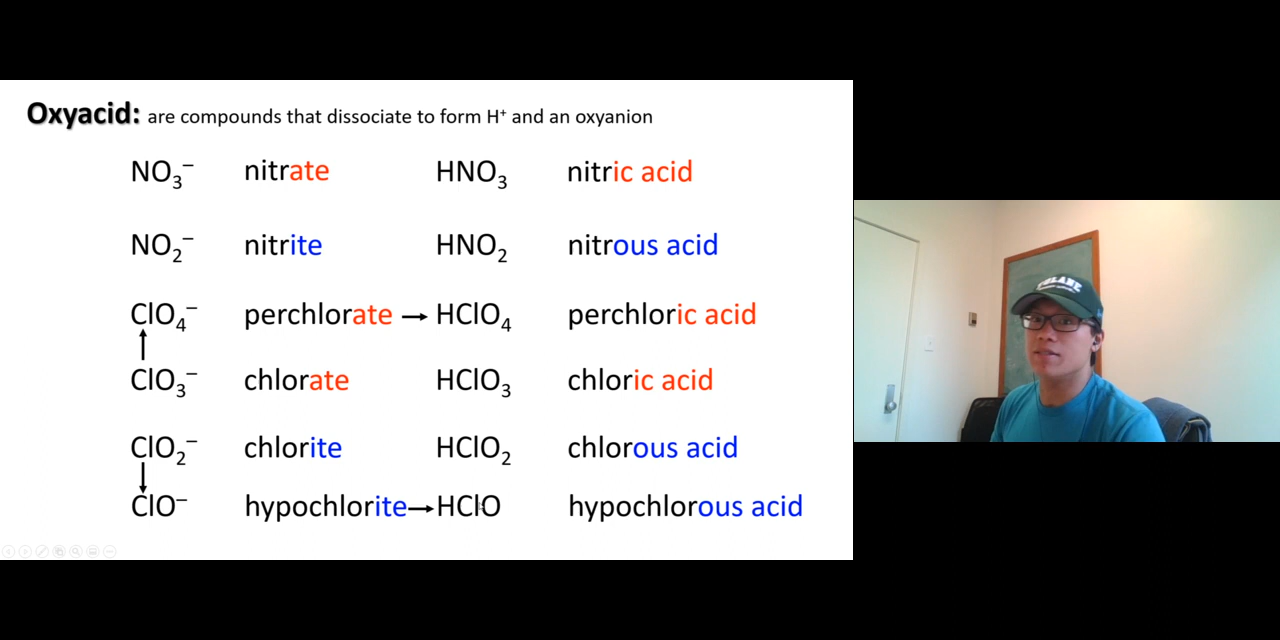 Oxyacid: are compounds that dissociate to form H⁺ and an oxyanion
NO₃⁻ nitrate HNO₃ nitric acid
NO₂⁻ nitrite HNO₂ nitrous acid
ClO₄⁻ perchlorate → HClO₄ perchloric acid
ClO₃⁻ chlorate HClO₃ chloric acid
ClO₂⁻ chlorite HClO₂ chlorous acid
ClO⁻ hypochlorite → HClO hypochlorous acid